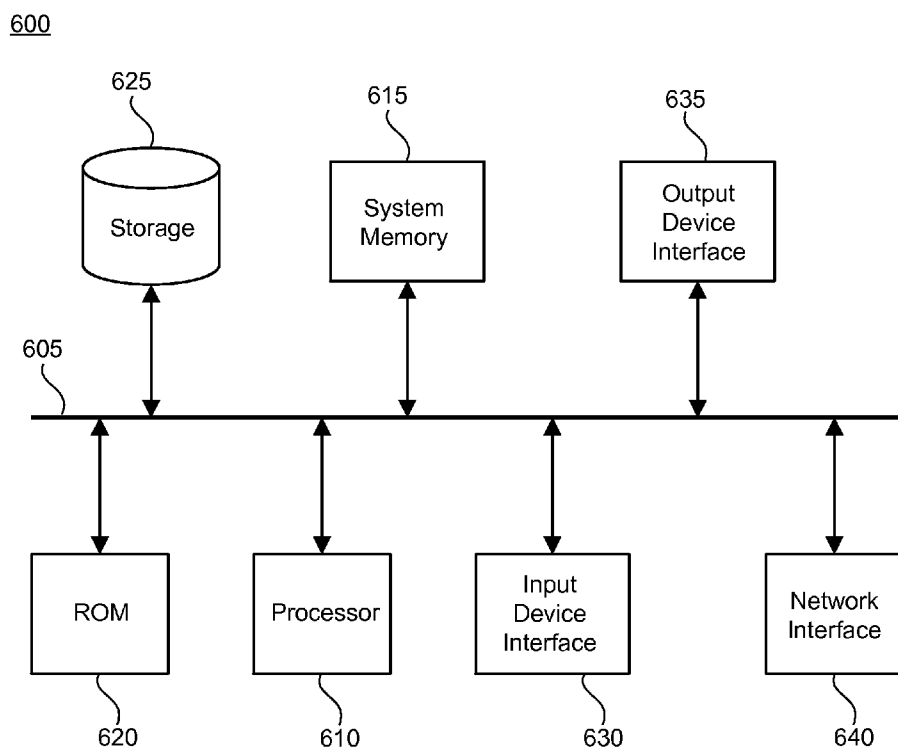 600
625
615
635
Storage
System
Memory
Output
Device
Interface
605
ROM
Processor
Input
Device
Interface
Network
Interface
620
610
630
640